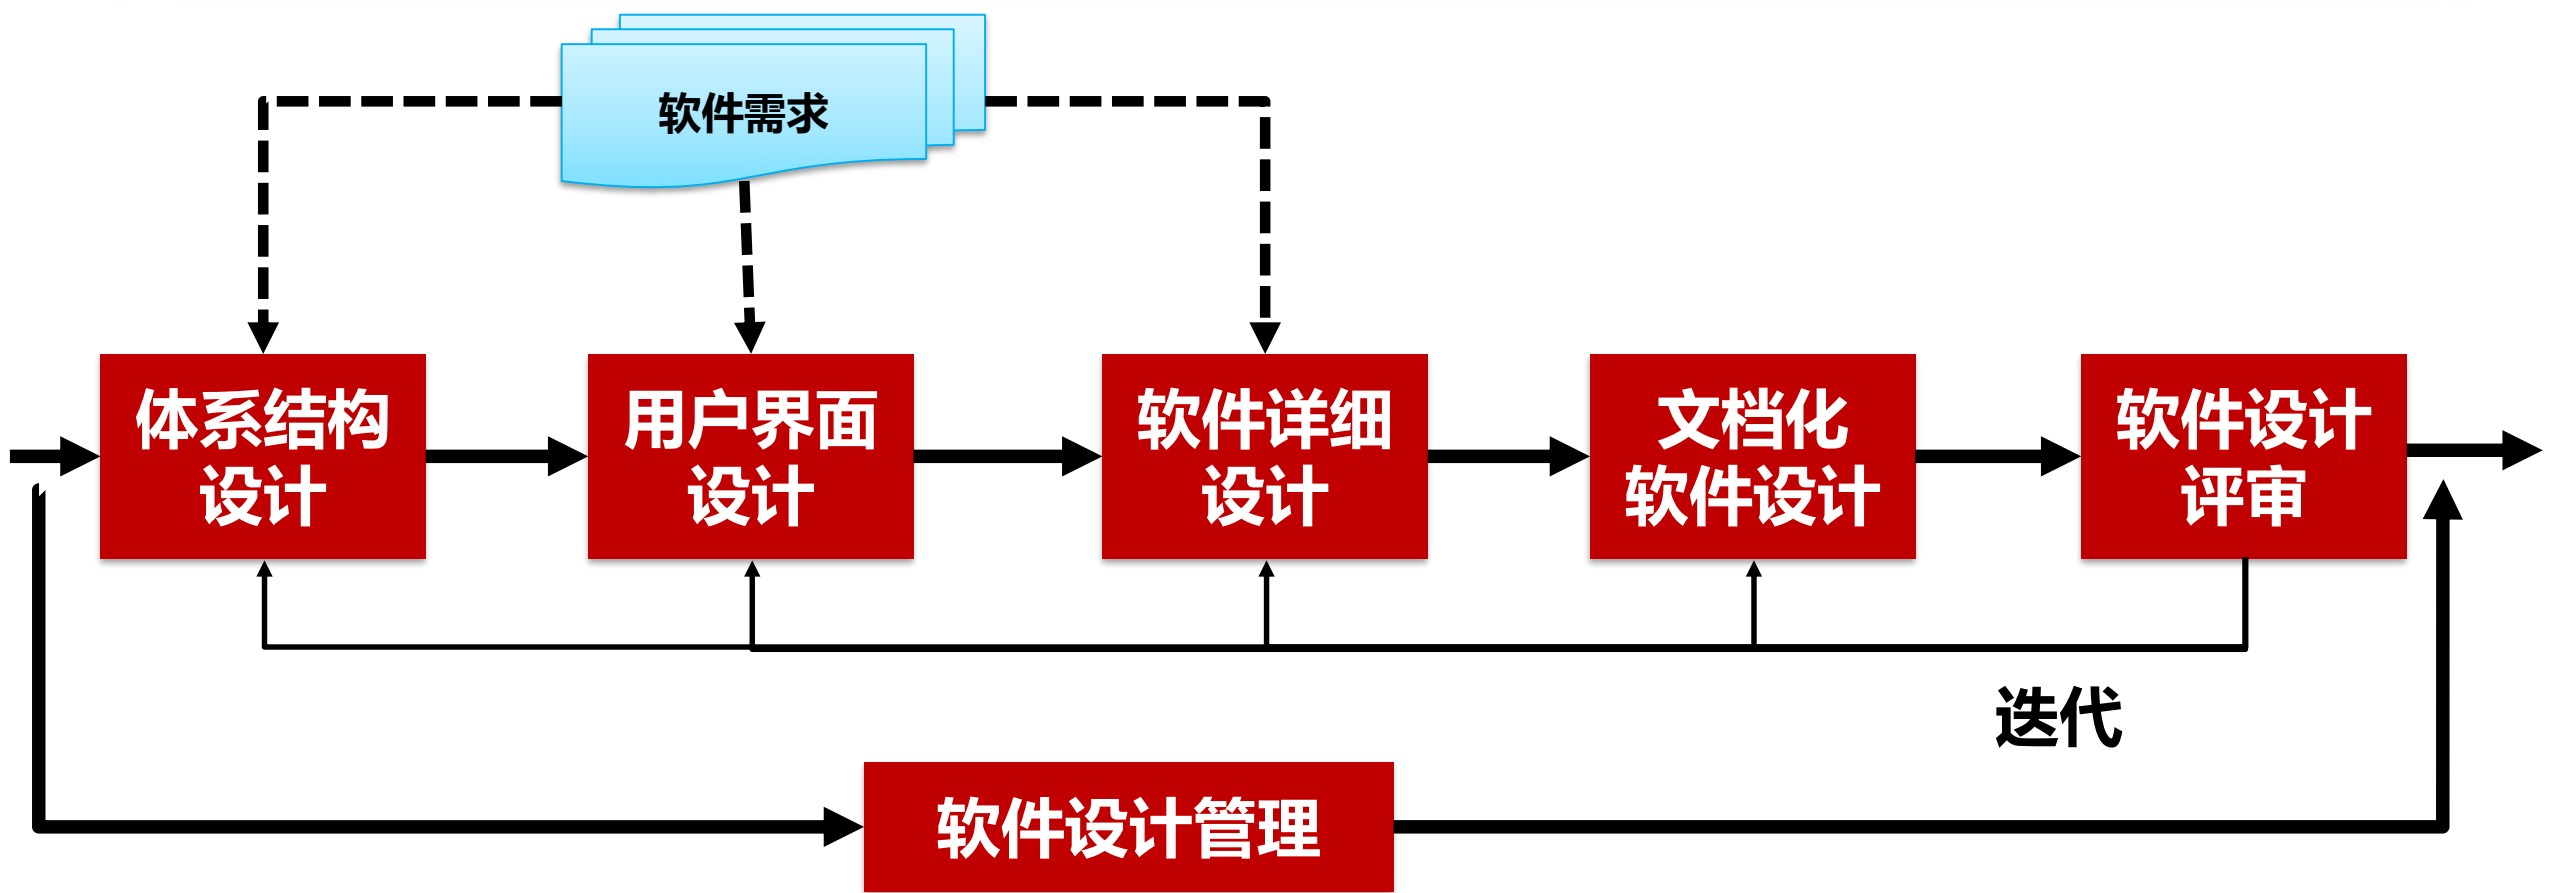 软件需求
体系结构
设计
用户界面
设计
软件详细
设计
文档化
软件设计
软件设计
评审
迭代
软件设计管理